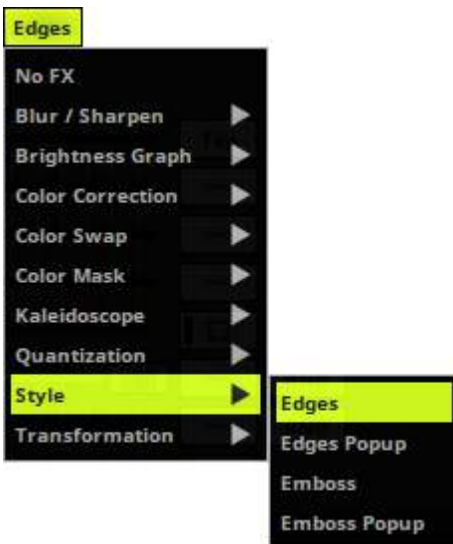 Edges
No FX
Blur / Sharpen
Brightness Graph
Color Correction
Color Swap
Color Mask
Kaleidoscope
Quantization
Style
Transformation
Edges
Edges Popup
Emboss
Emboss Popup